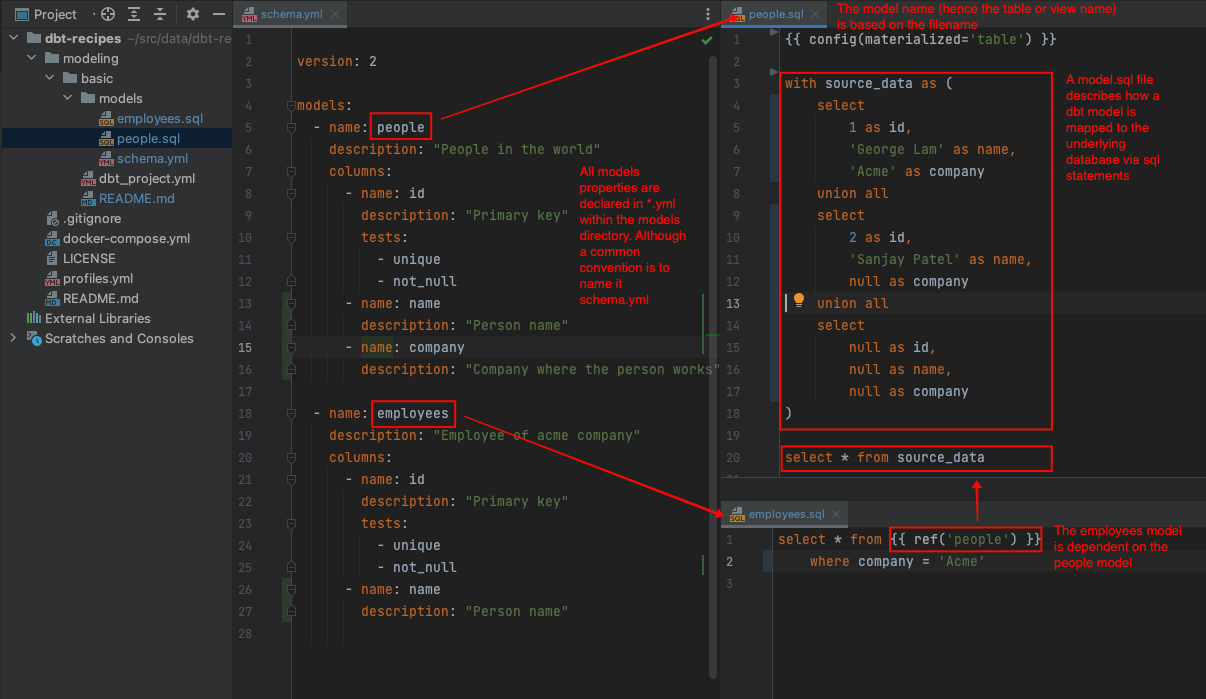 Project
dbt-recipes ~/src/data/dbt-re
modeling
basic
models
employees.sql
people.sql
schema.yml
dbt_project.yml
README.md
.gitignore
docker-compose.yml
LICENSE
profiles.yml
README.md
External Libraries
Scratches and Consoles
schema.yml
1
2 version: 2
3
4 models:
5 - name: people
6 description: "People in the world"
7 columns:
8 - name: id
9 description: "Primary key"
10 tests:
11 - unique
12 - not_null
13 - name: name
14 description: "Person name"
15 - name: company
16 description: "Company where the person works"
17
18 - name: employees
19 description: "Employee of acme company"
20 columns:
21 - name: id
22 description: "Primary key"
23 tests:
24 - unique
25 - not_null
26 - name: name
27 description: "Person name"
28
All models
properties are
declared in *.yml
within the models
directory. Although
a common
convention is to
name it
schema.yml
people.sql
The model name (hence the table or view name)
is based on the filename
1 {{ config(materialized='table') }}
2
3 with source_data as (
4 select
5 1 as id,
6 'George Lam' as name,
7 'Acme' as company
8 union all
9 select
10 2 as id,
11 'Sanjay Patel' as name,
12 null as company
13 union all
14 select
15 null as id,
16 null as name,
17 null as company
18 )
19
20 select * from source_data
A model.sql file
describes how a
dbt model is
mapped to the
underlying
database via sql
statements
employees.sql
1 select * from {{ ref('people') }}
2 where company = 'Acme'
3
The employees model
is dependent on the
people model